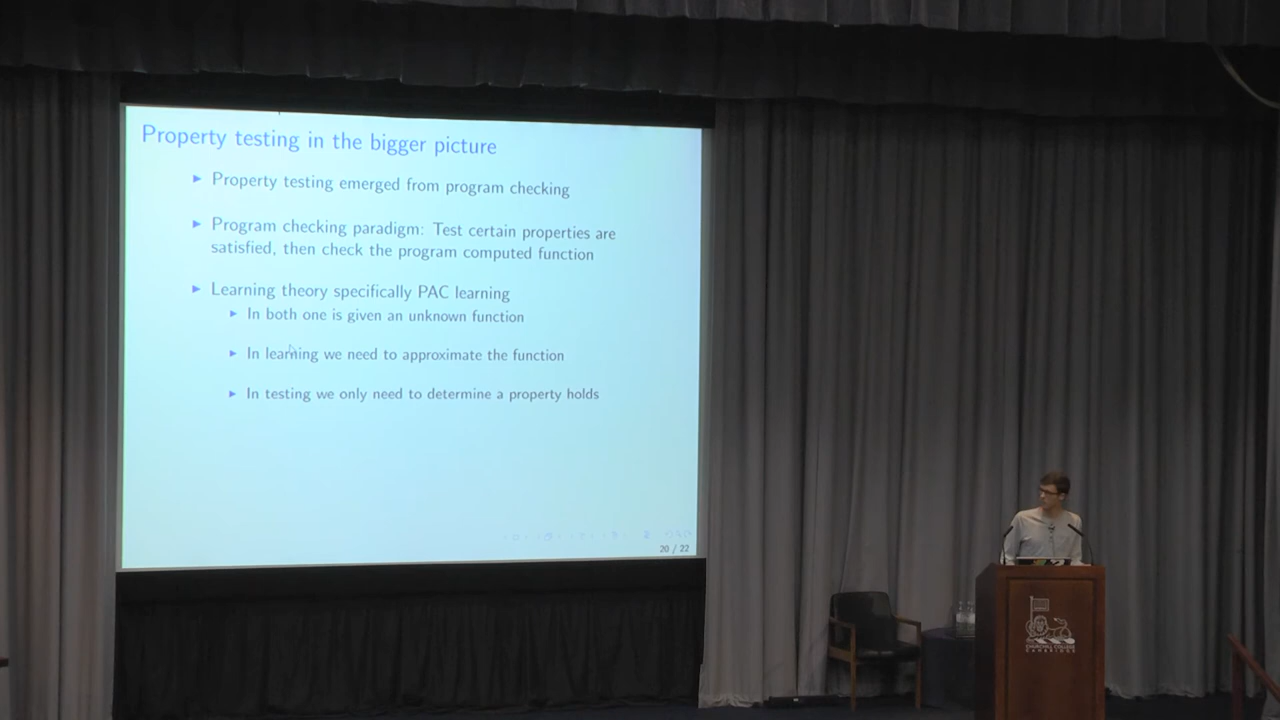 Property testing in the bigger picture
Property testing emerged from program checking
Program checking paradigm: Test certain properties are
satisfied, then check the program computed function
Learning theory specifically PAC learning
In both one is given an unknown function
In learning we need to approximate the function
In testing we only need to determine a property holds
20 / 22
CHURCHILL COLLEGE
CAMBRIDGE